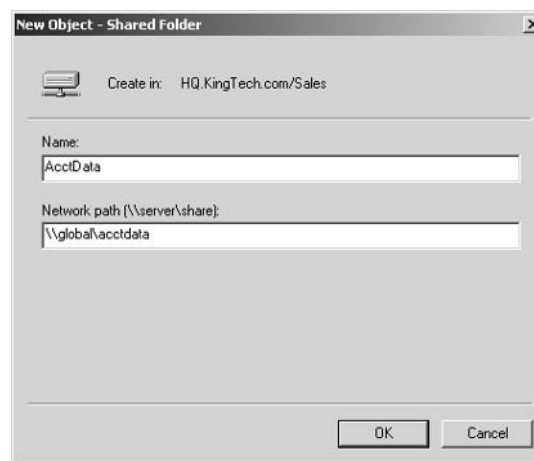 New Object - Shared Folder
Create in: HQ.KingTech.com/Sales
Name:
AcctData
Network path (\\server\share):
\\global\acctdata
OK Cancel